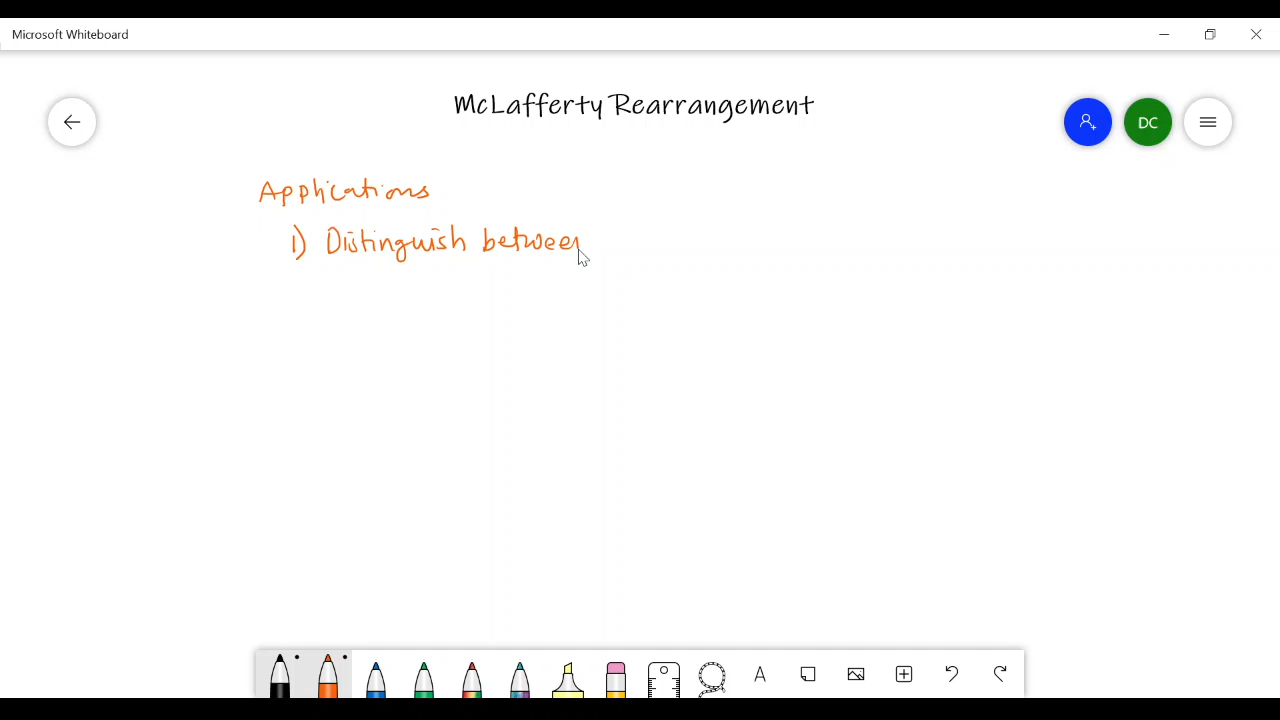 Microsoft Whiteboard
McLafferty Rearrangement
DC
Applications
1) Distinguish between
A